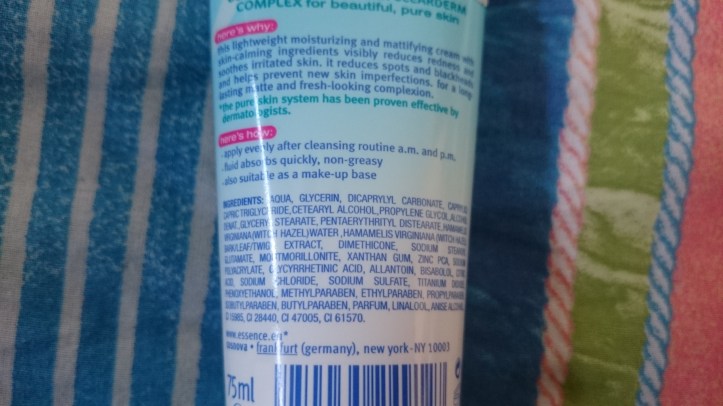 COMPLEX for beautiful, pure skin
here's why:
this lightweight moisturizing and mattifying cream with
skin-calming ingredients visibly reduces redness and
soothes irritated skin. it reduces spots and blackheads
and helps prevent new skin imperfections. for a long-
lasting matte and fresh-looking complexion.
*the pure skin system has been proven effective by
dermatologists.
here's how:
-apply evenly after cleansing routine a.m. and p.m.
-fluid absorbs quickly, non-greasy
-also suitable as a make-up base
INGREDIENTS: AQUA, GLYCERIN, DICAPRYLYL CARBONATE,
CAPRIC TRIGLYCERIDE, CETEARYL ALCOHOL, PROPYLENE GLYCOL,
GLYCERYL STEARATE, PENTAERYTHRITYL DISTEARATE,
VIRGINIANA (WITCH HAZEL) WATER, HAMAMELIS VIRGINIANA (WITCH HAZEL)
BARK/LEAF/TWIG EXTRACT, DIMETHICONE, SODIUM
GLUTAMATE, MONTMORILLONITE, XANTHAN GUM, ZINC PCA,
GLYCYRRHETINIC ACID, ALLANTOIN, BISABOLOL,
ACID, SODIUM CHLORIDE, SODIUM SULFATE, TITANIUM
PHENOXYETHANOL, METHYLPARABEN, ETHYLPARABEN,
ISOBUTYLPARABEN, BUTYLPARABEN, PARFUM, LINALOOL, ANISE ALCOHOL,
CI 15985, CI 28440, CI 47005, CI 61570.
www.essence.eu*
cosnova • frankfurt (germany), new york-NY 10003
75ml